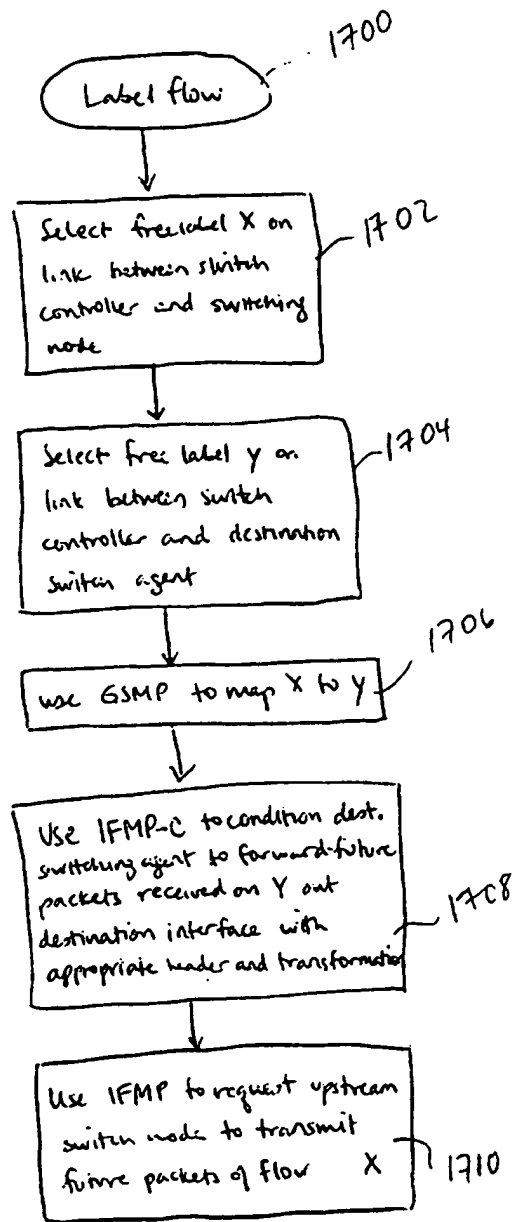 1700
Label flow
1702
Select free label X on
link between switch
controller and switching
node
1704
Select free label Y on
link between switch
controller and destination
switch agent
1706
use GSMP to map X to Y
Use IFMP-C to condition dest.
switching agent to forward future
packets received on Y out
destination interface with
appropriate header and transformation
1708
Use IFMP to request upstream
switch node to transmit
future packets of flow X
1710